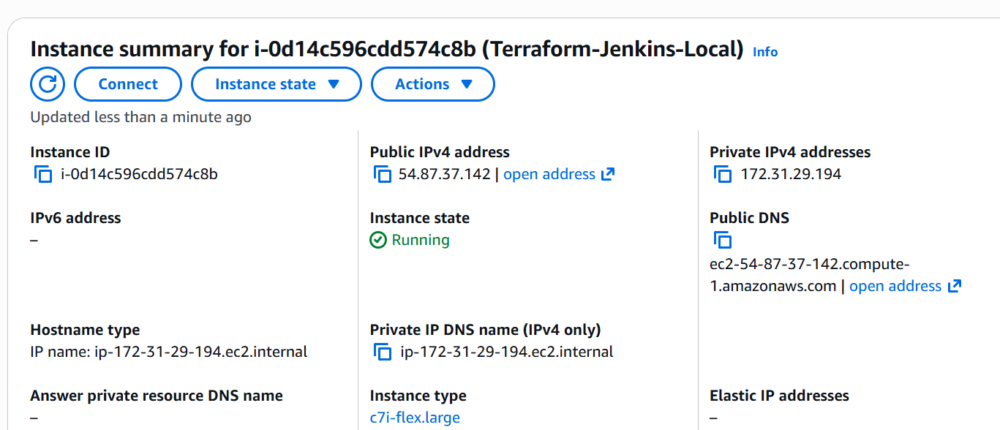 Instance summary for i-0d14c596cdd574c8b (Terraform-Jenkins-Local) Info
Connect
Instance state
Actions
Updated less than a minute ago
Instance ID
i-0d14c596cdd574c8b
Public IPv4 address
54.87.37.142 | open address
Private IPv4 addresses
172.31.29.194
IPv6 address
–
Instance state
Running
Public DNS
ec2-54-87-37-142.compute-
1.amazonaws.com | open address
Hostname type
IP name: ip-172-31-29-194.ec2.internal
Private IP DNS name (IPv4 only)
ip-172-31-29-194.ec2.internal
Answer private resource DNS name
–
Instance type
c7i-flex.large
Elastic IP addresses
–